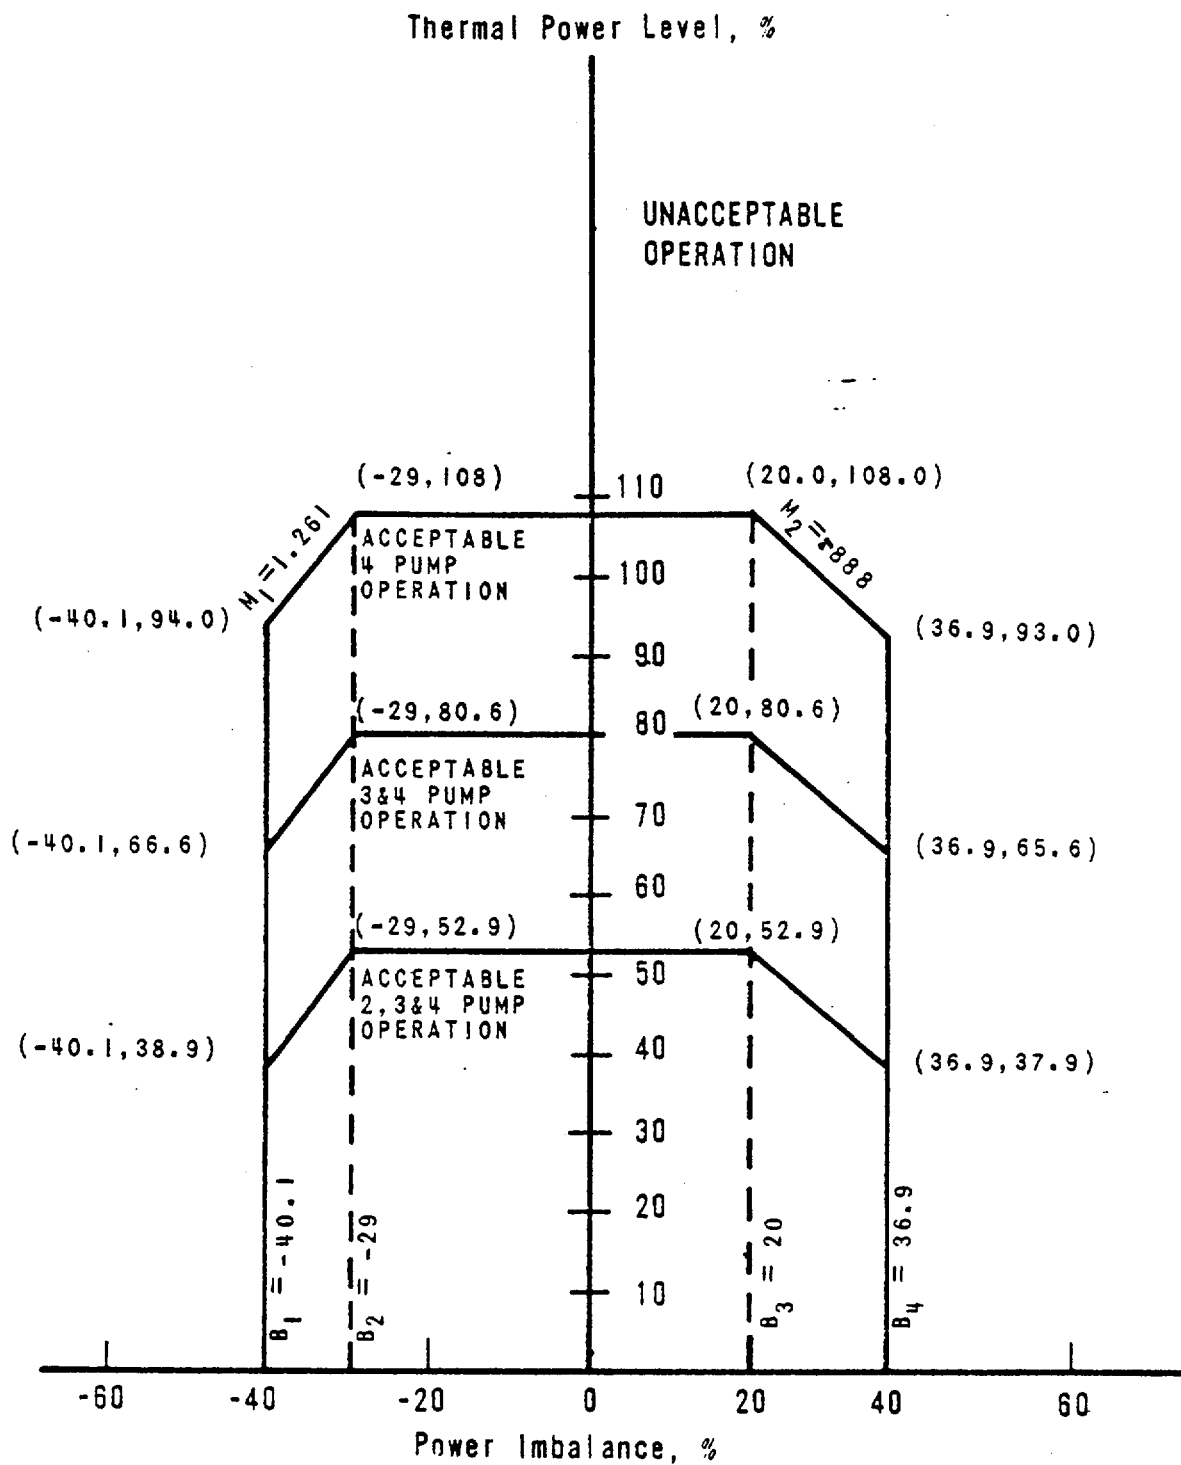 Thermal Power Level, %
UNACCEPTABLE
OPERATION
(-29,108)
110
(20.0,108.0)
M1=1.261
ACCEPTABLE
4 PUMP
OPERATION
100
(-40.1,94.0)
(36.9,93.0)
90
(-29,80.6)
80
(20,80.6)
ACCEPTABLE
3&4 PUMP
OPERATION
70
(-40.1,66.6)
(36.9,65.6)
60
(-29,52.9)
(20,52.9)
50
ACCEPTABLE
2,3&4 PUMP
OPERATION
(-40.1,38.9)
40
(36.9,37.9)
30
20
10
B1 = -40.1
B2 = -29
B3 = 20
B4 = 36.9
-60
-40
-20
0
20
40
60
Power Imbalance, %